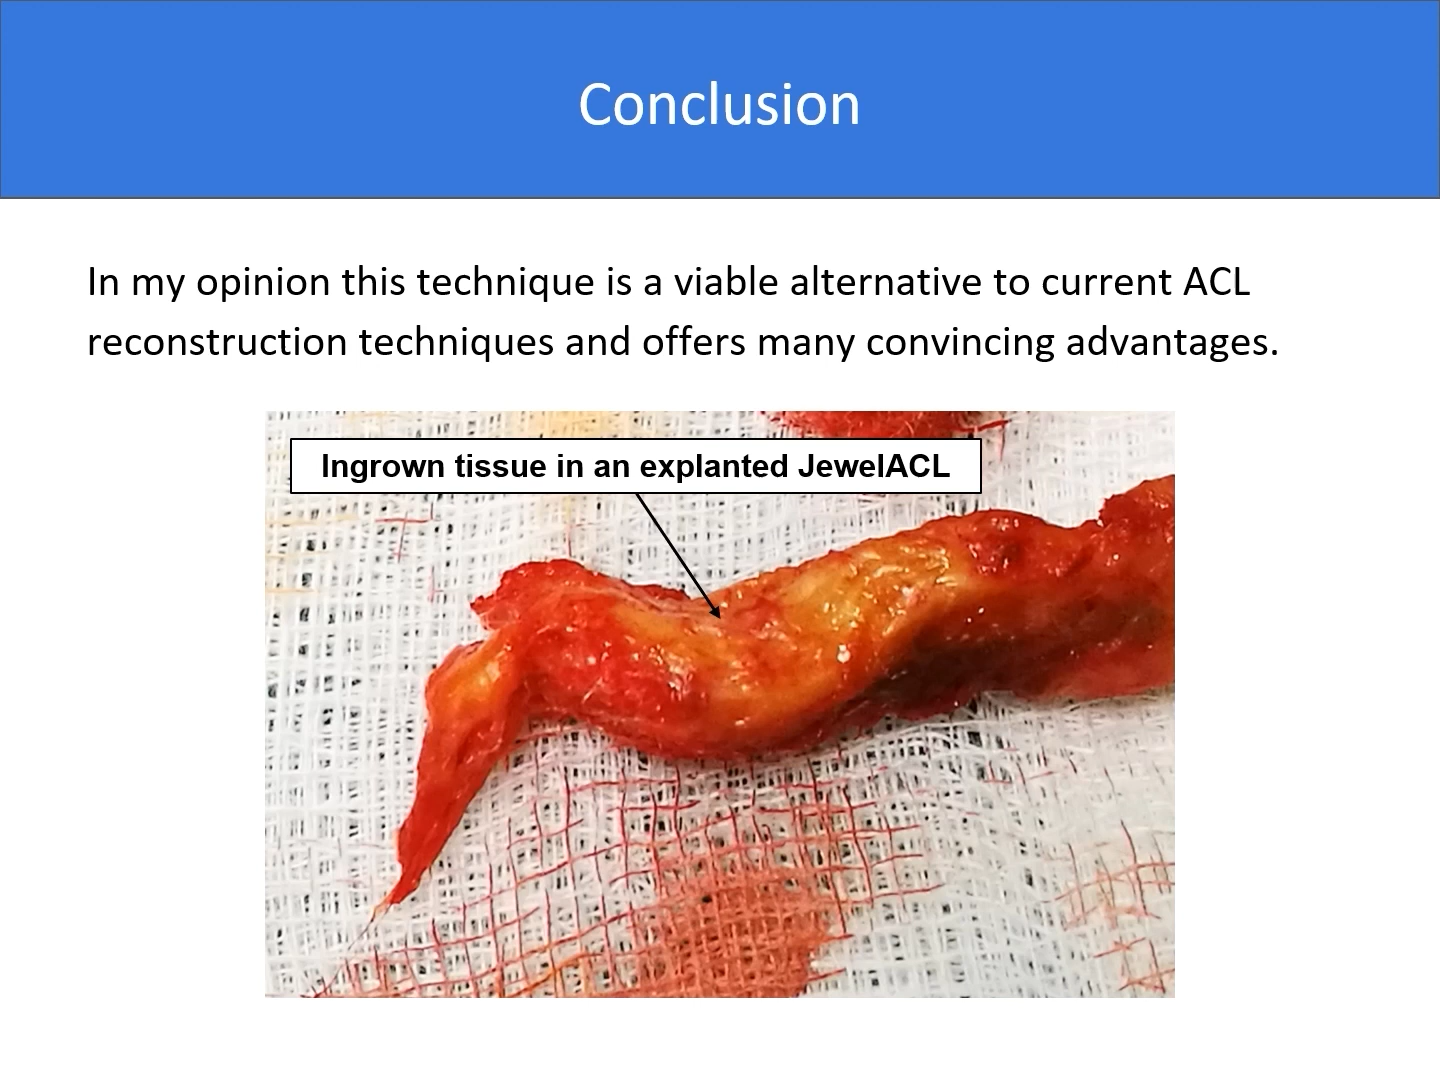 Conclusion
In my opinion this technique is a viable alternative to current ACL
reconstruction techniques and offers many convincing advantages.
Ingrown tissue in an explanted JewelACL